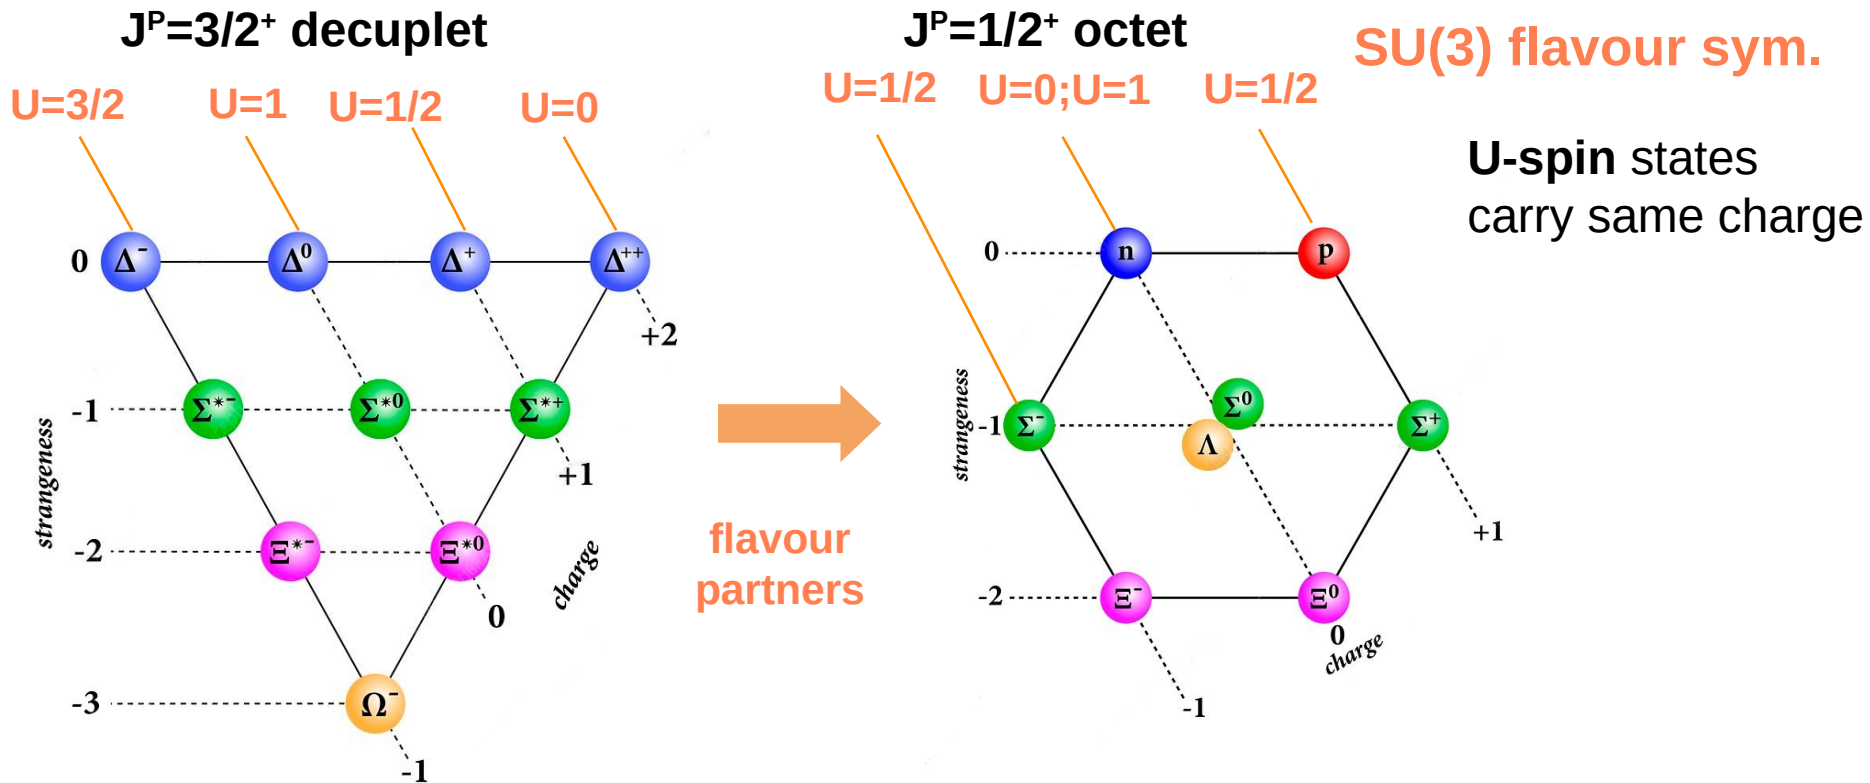 Jᴾ=3/2⁺ decuplet
Jᴾ=1/2⁺ octet
SU(3) flavour sym.
U=3/2
U=1
U=1/2
U=0
U=1/2
U=0;U=1
U=1/2
U-spin states
carry same charge
0
Δ⁻
Δ⁰
Δ⁺
Δ⁺⁺
+2
-1
Σ*⁻
Σ*⁰
Σ*⁺
+1
strangeness
-2
Ξ*⁻
Ξ*⁰
0
charge
-3
Ω⁻
-1
flavour
partners
0
n
p
strangeness
-1
Σ⁻
Σ⁰
Λ
Σ⁺
+1
-2
Ξ⁻
Ξ⁰
0
charge
-1